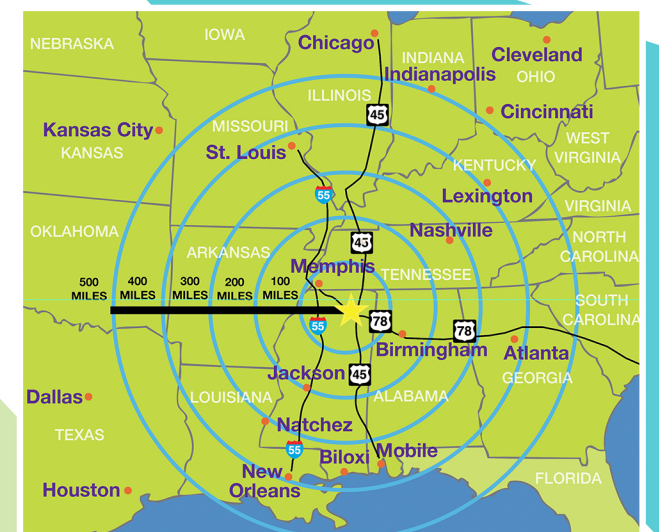 IOWA
Chicago
NEBRASKA
Cleveland
INDIANA
Indianapolis
OHIO
ILLINOIS
45
Cincinnati
MISSOURI
Kansas City
KANSAS
St. Louis
WEST
VIRGINIA
KENTUCKY
55
Lexington
VIRGINIA
OKLAHOMA
Nashville
45
NORTH
CAROLINA
ARKANSAS
Memphis
TENNESSEE
500
MILES
400
MILES
300
MILES
200
MILES
100
MILES
SOUTH
CAROLINA
55
78
78
Birmingham
Atlanta
Jackson
45
GEORGIA
Dallas
LOUISIANA
ALABAMA
Natchez
TEXAS
55
Biloxi
Mobile
New
Orleans
FLORIDA
Houston